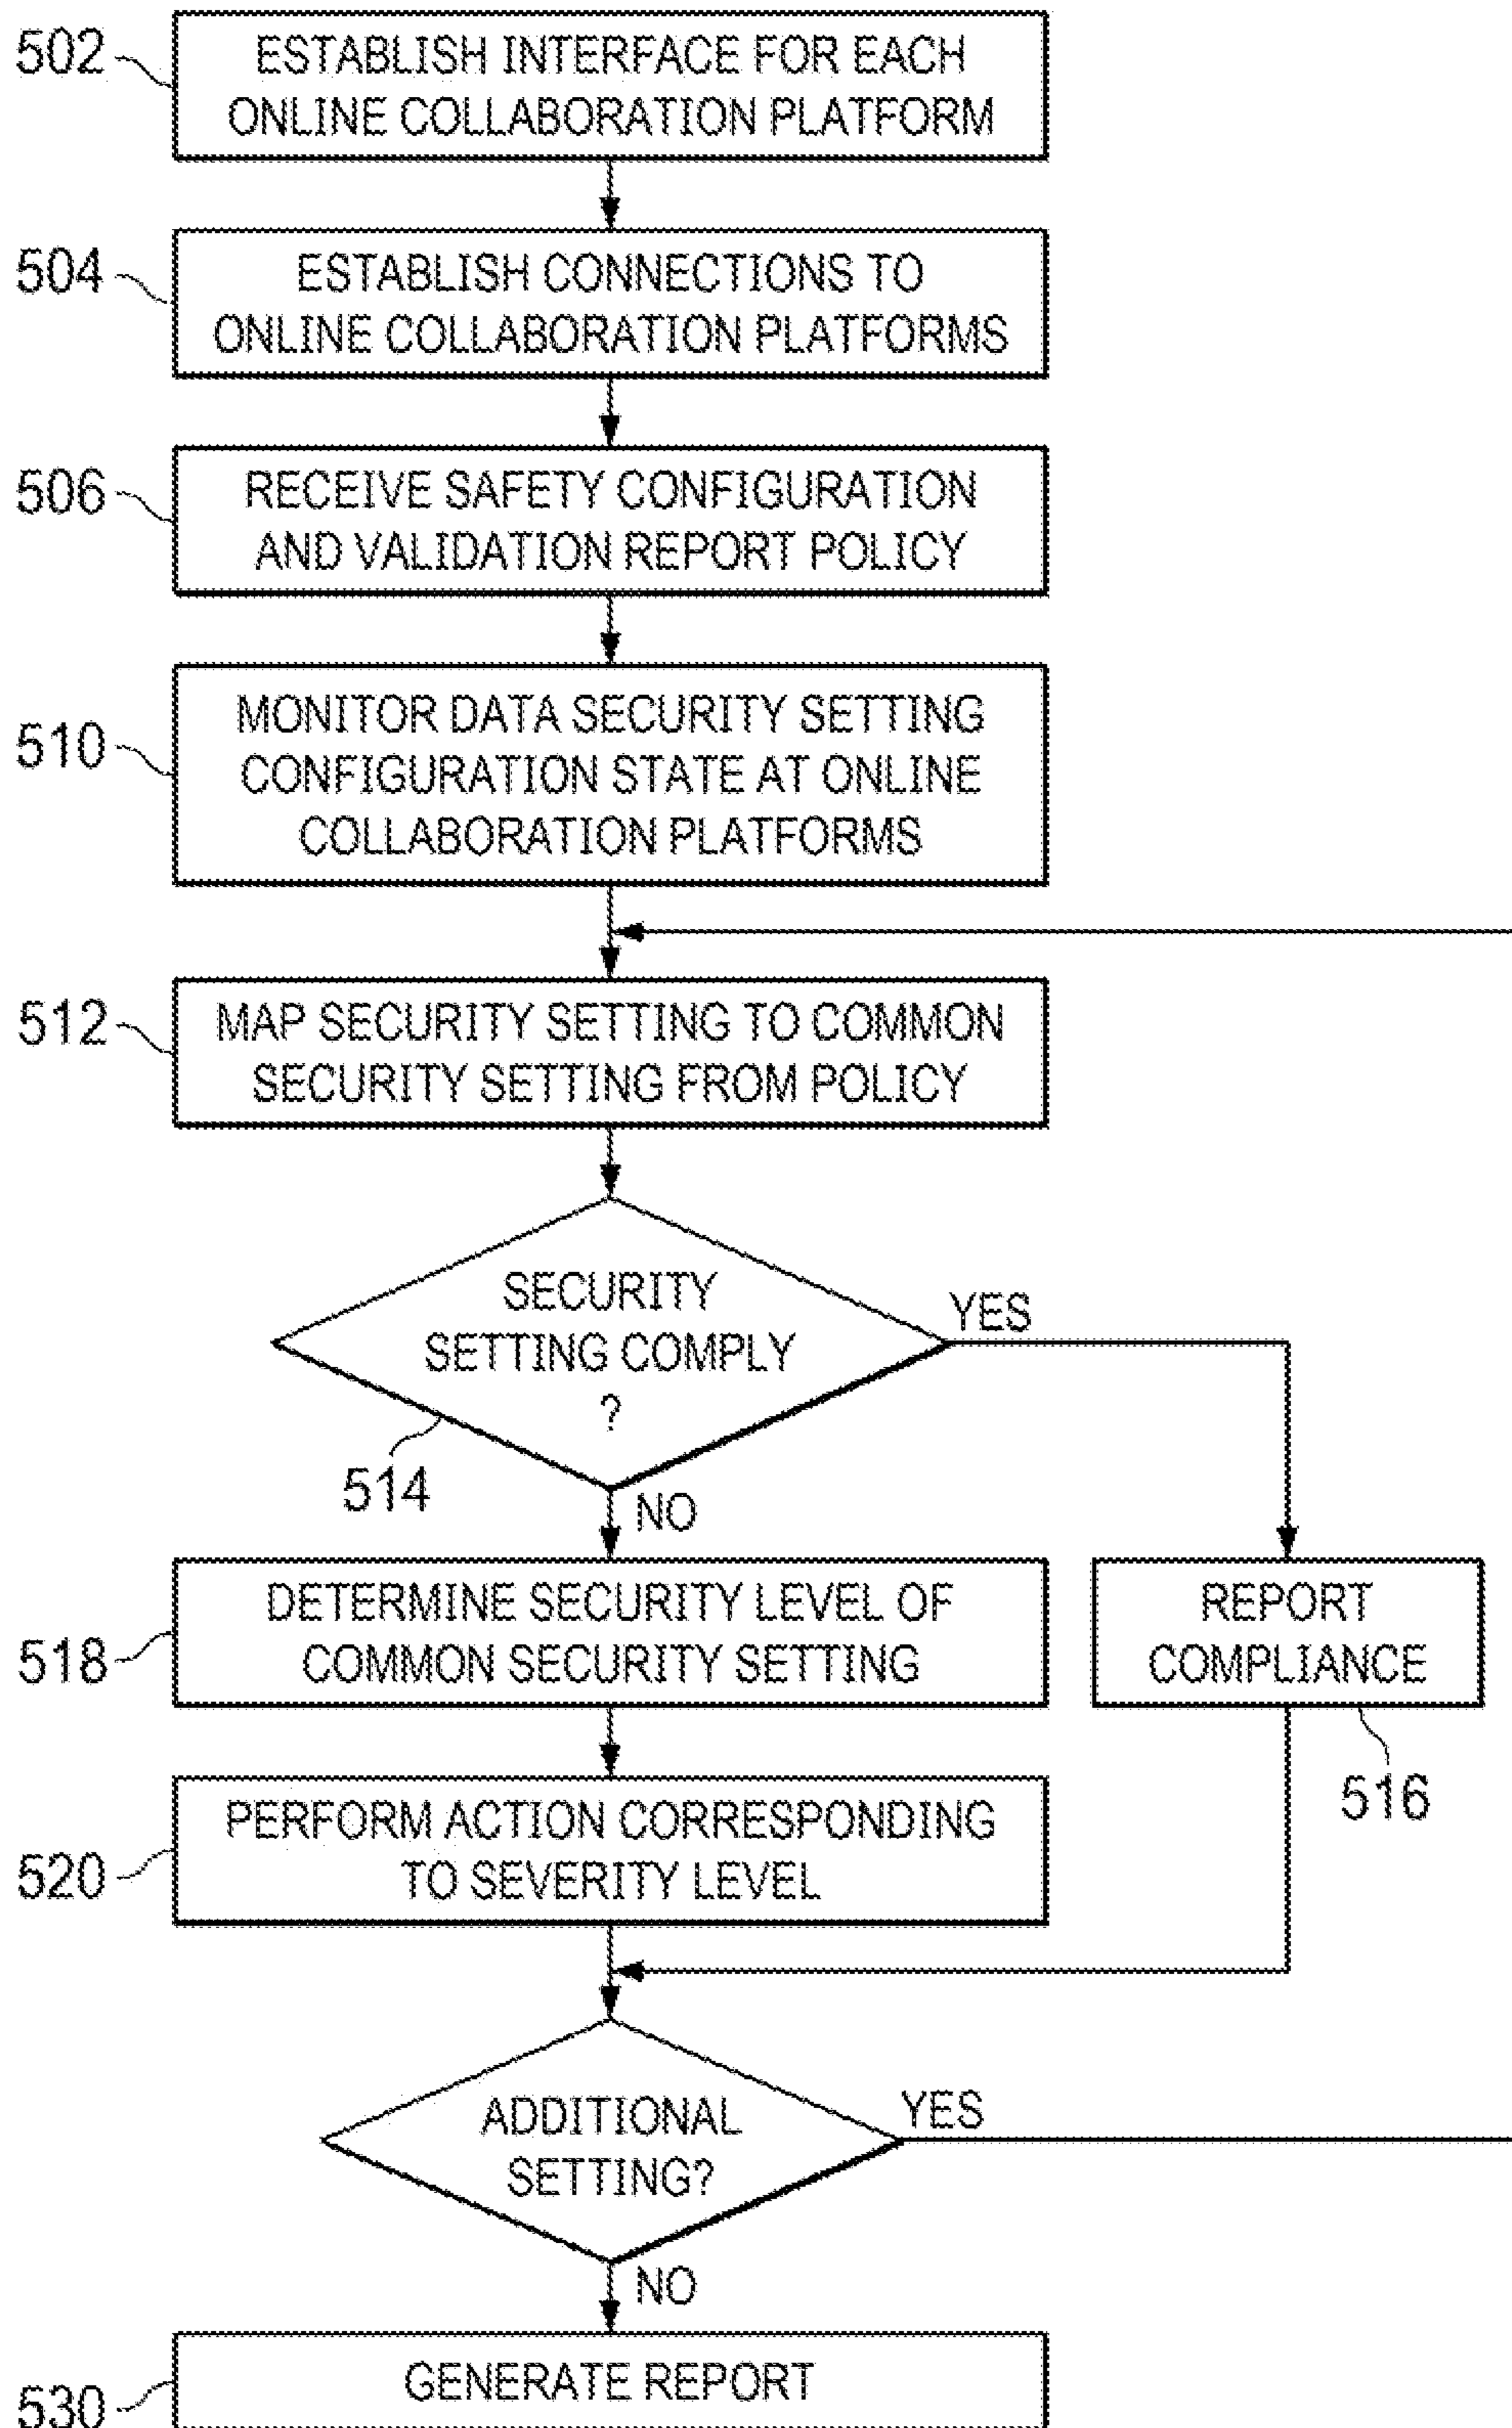 502
ESTABLISH INTERFACE FOR EACH
ONLINE COLLABORATION PLATFORM
504
ESTABLISH CONNECTIONS TO
ONLINE COLLABORATION PLATFORMS
506
RECEIVE SAFETY CONFIGURATION
AND VALIDATION REPORT POLICY
510
MONITOR DATA SECURITY SETTING
CONFIGURATION STATE AT ONLINE
COLLABORATION PLATFORMS
512
MAP SECURITY SETTING TO COMMON
SECURITY SETTING FROM POLICY
SECURITY
SETTING COMPLY
?
YES
514
NO
518
DETERMINE SECURITY LEVEL OF
COMMON SECURITY SETTING
REPORT
COMPLIANCE
516
520
PERFORM ACTION CORRESPONDING
TO SEVERITY LEVEL
ADDITIONAL
SETTING?
YES
NO
530
GENERATE REPORT